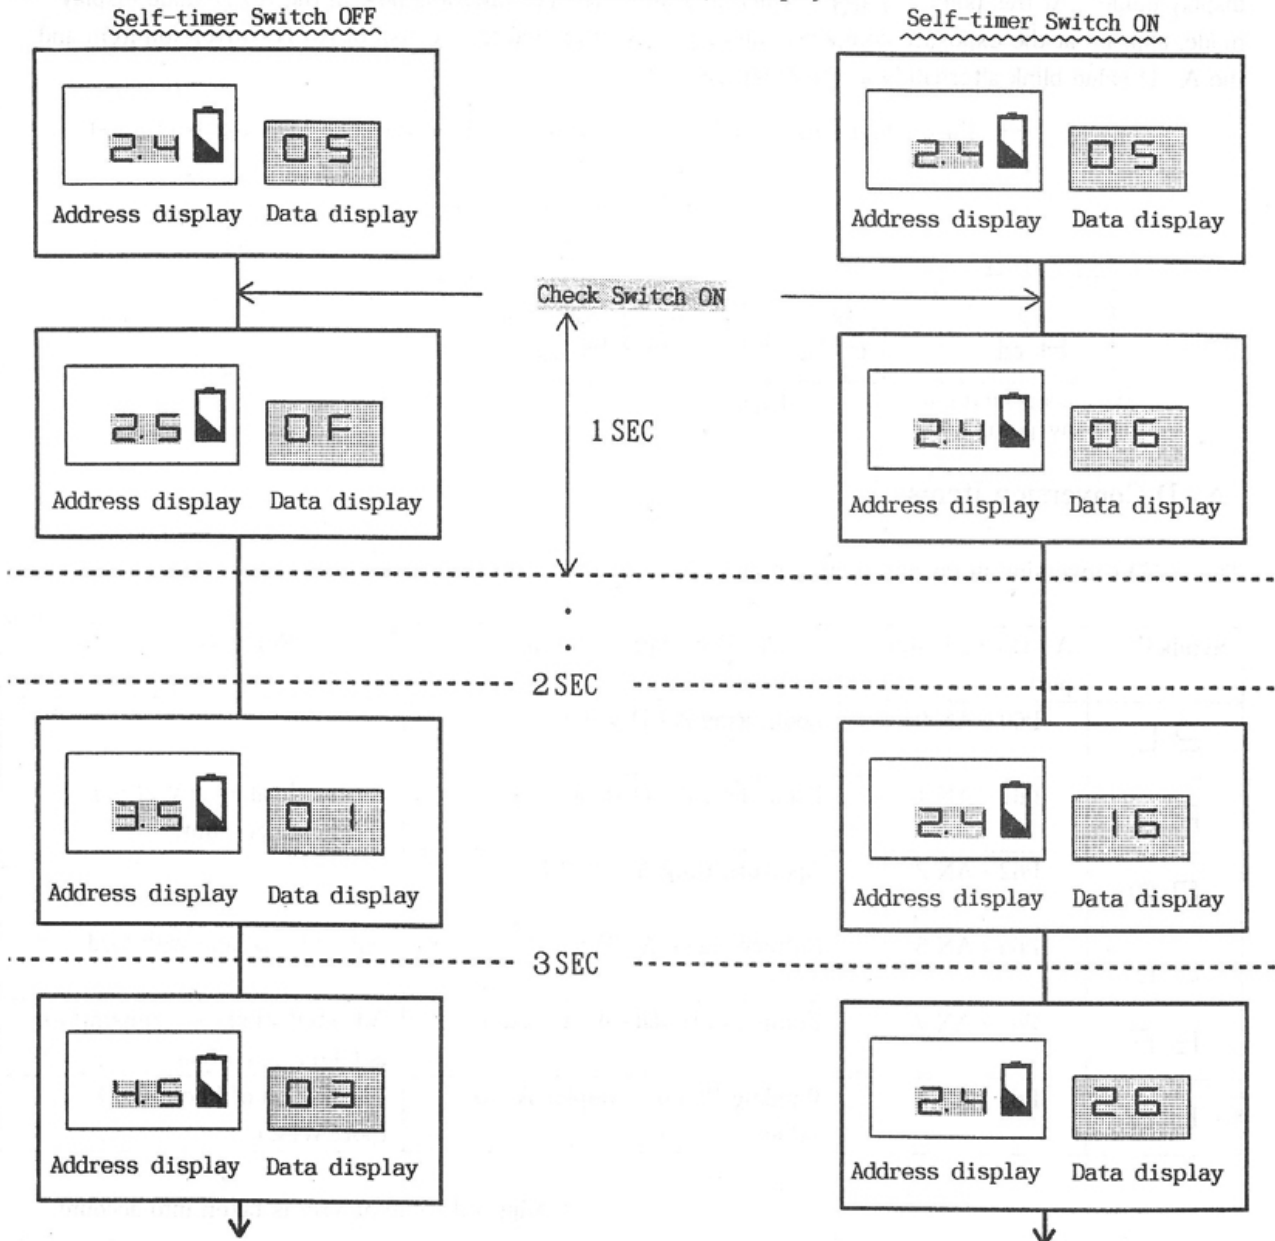 Self-timer Switch OFF
Self-timer Switch ON
2.4 05
Address display Data display
2.4 05
Address display Data display
Check Switch ON
2.5 0F
Address display Data display
1 SEC
2.4 06
Address display Data display
2 SEC
3.5 01
Address display Data display
2.4 16
Address display Data display
3 SEC
4.5 03
Address display Data display
2.4 26
Address display Data display